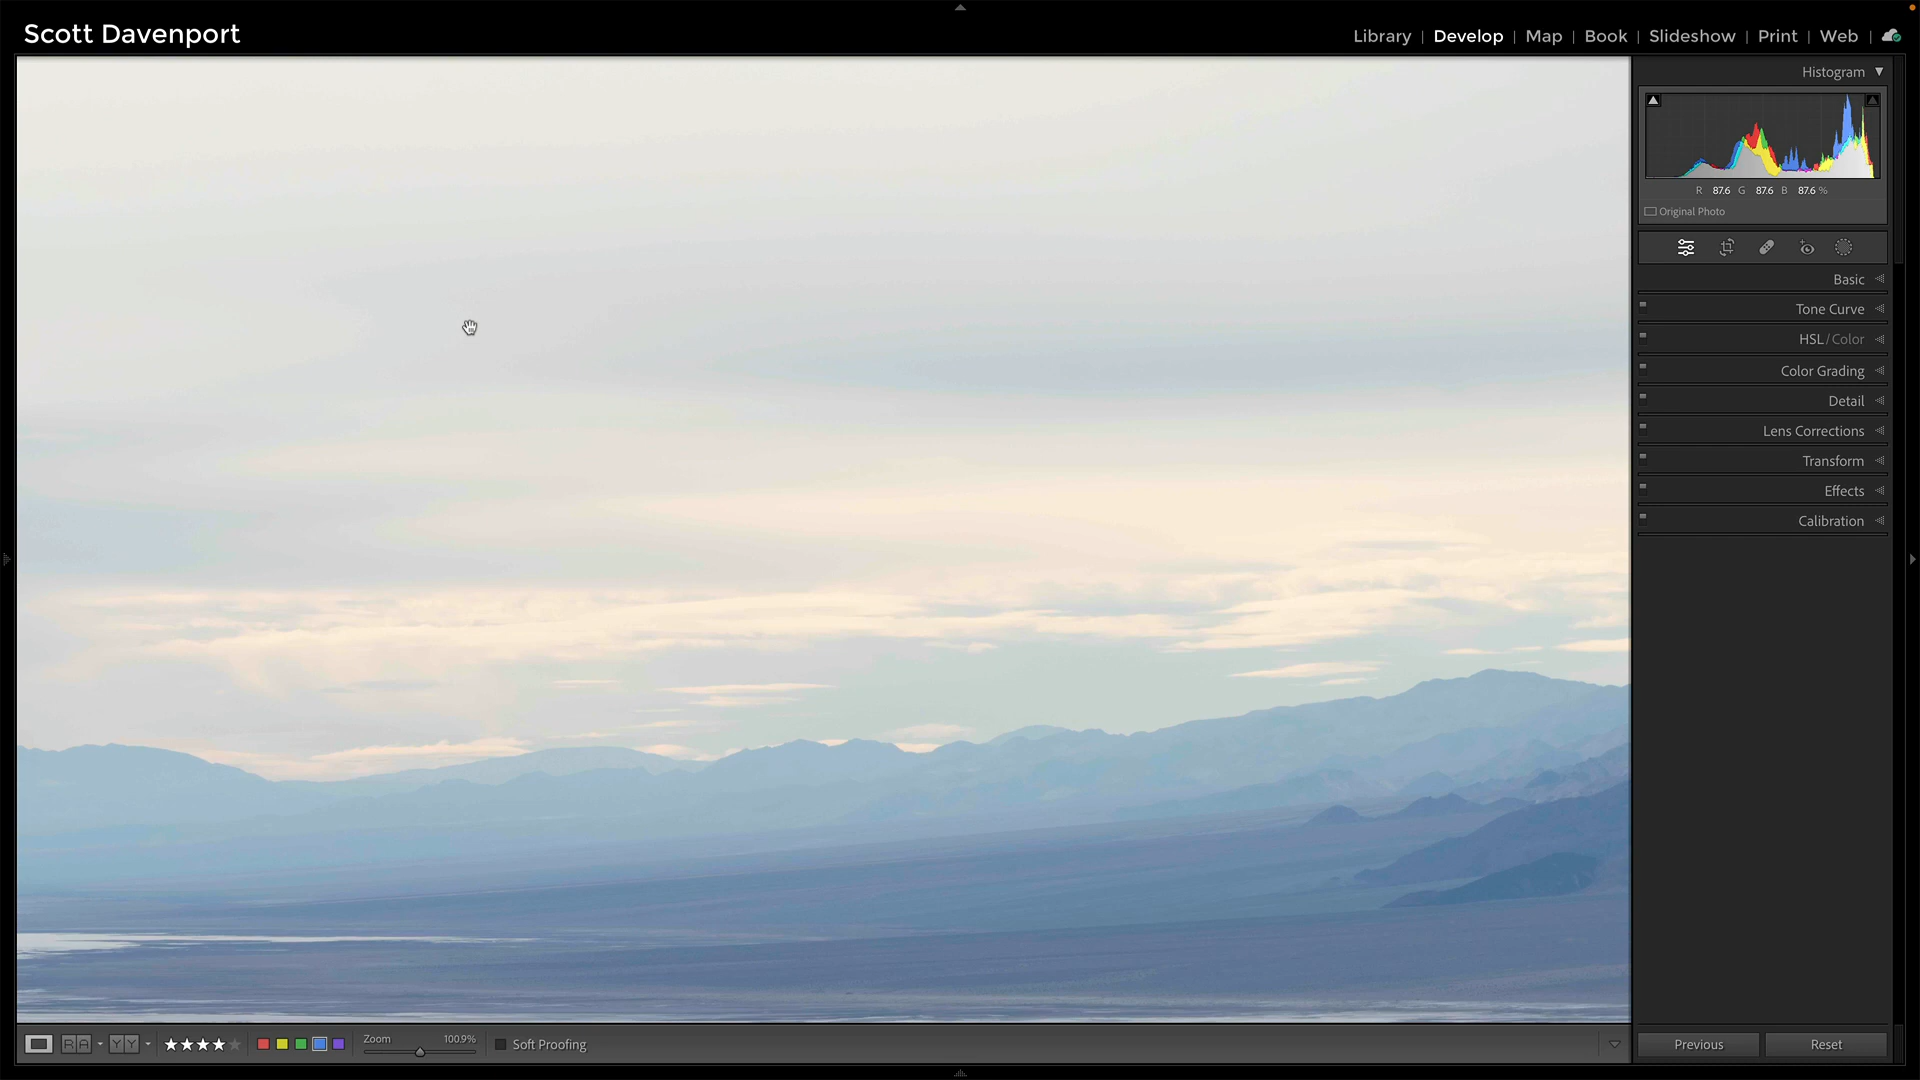 Scott Davenport
Library | Develop | Map | Book | Slideshow | Print | Web |
Histogram
R 87.6 G 87.6 B 87.6 %
Original Photo
Basic
Tone Curve
HSL / Color
Color Grading
Detail
Lens Corrections
Transform
Effects
Calibration
R A Y Y Zoom 100.9% Soft Proofing
Previous Reset